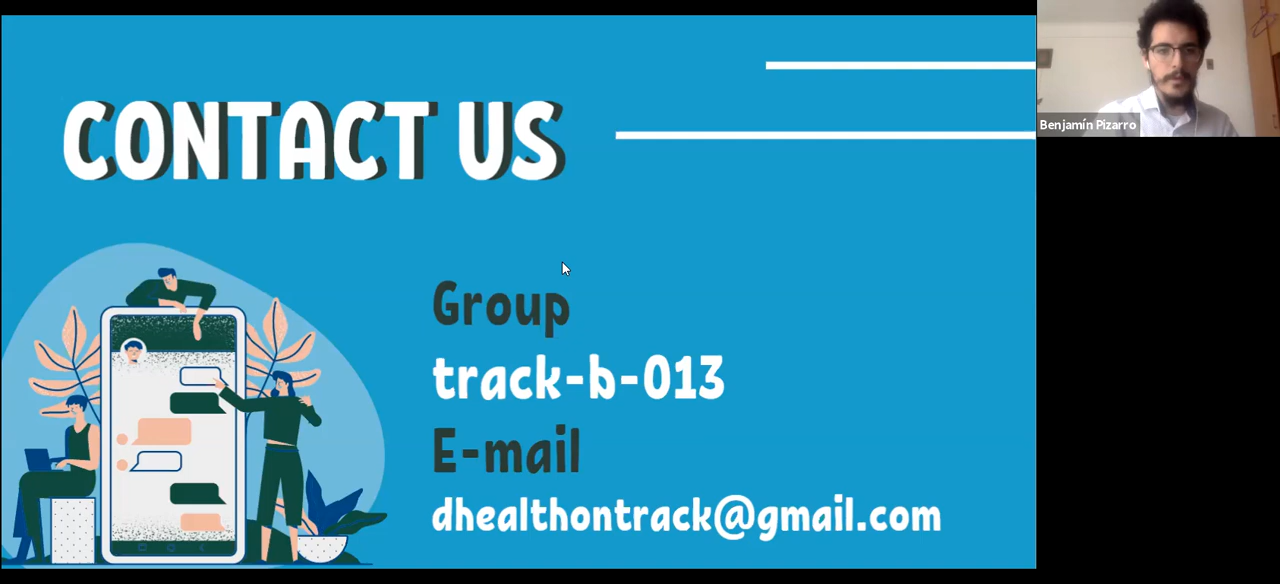 CONTACT US
Group
track-b-013
E-mail
dhealthontrack@gmail.com
Benjamín Pizarro